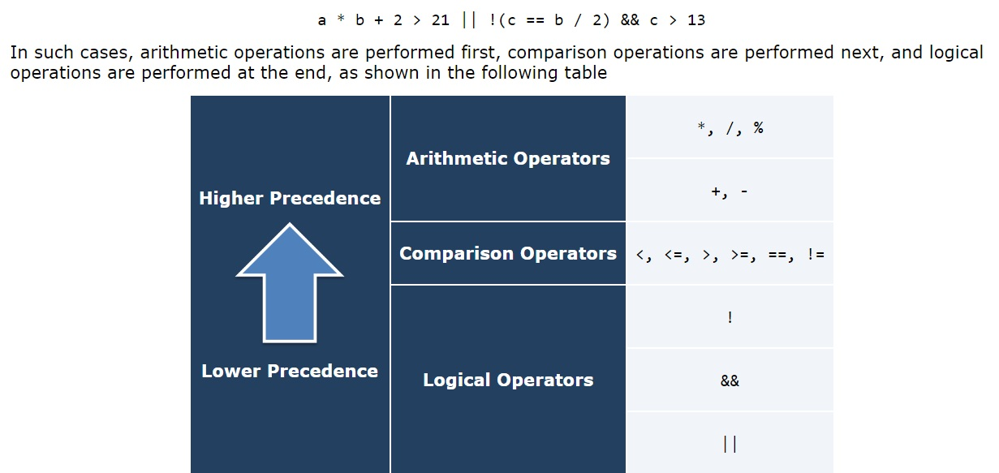 a * b + 2 > 21 || !(c == b / 2) && c > 13
In such cases, arithmetic operations are performed first, comparison operations are performed next, and logical
operations are performed at the end, as shown in the following table
Higher Precedence
Lower Precedence
Arithmetic Operators
*, /, %
+, -
Comparison Operators
<, <=, >, >=, ==, !=
Logical Operators
!
&&
||